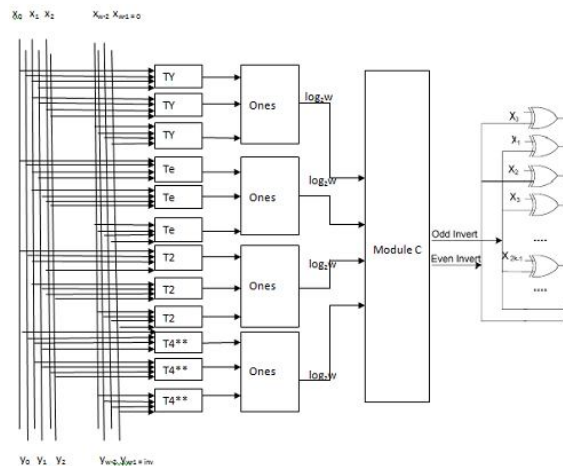 X₀ X₁ X₂ Xw-2 Xw-1 = 0
TY
TY
TY
Te
Te
Te
T2
T2
T2
T4**
T4**
T4**
Ones
Ones
Ones
Ones
log₂w
log₂w
log₂w
log₂w
Module C
Odd Invert
Even Invert
X₁
X₂
X₃
....
X₂ₖ₋₁
....
y₀ y₁ y₂ yw-2 yw-1 = inv